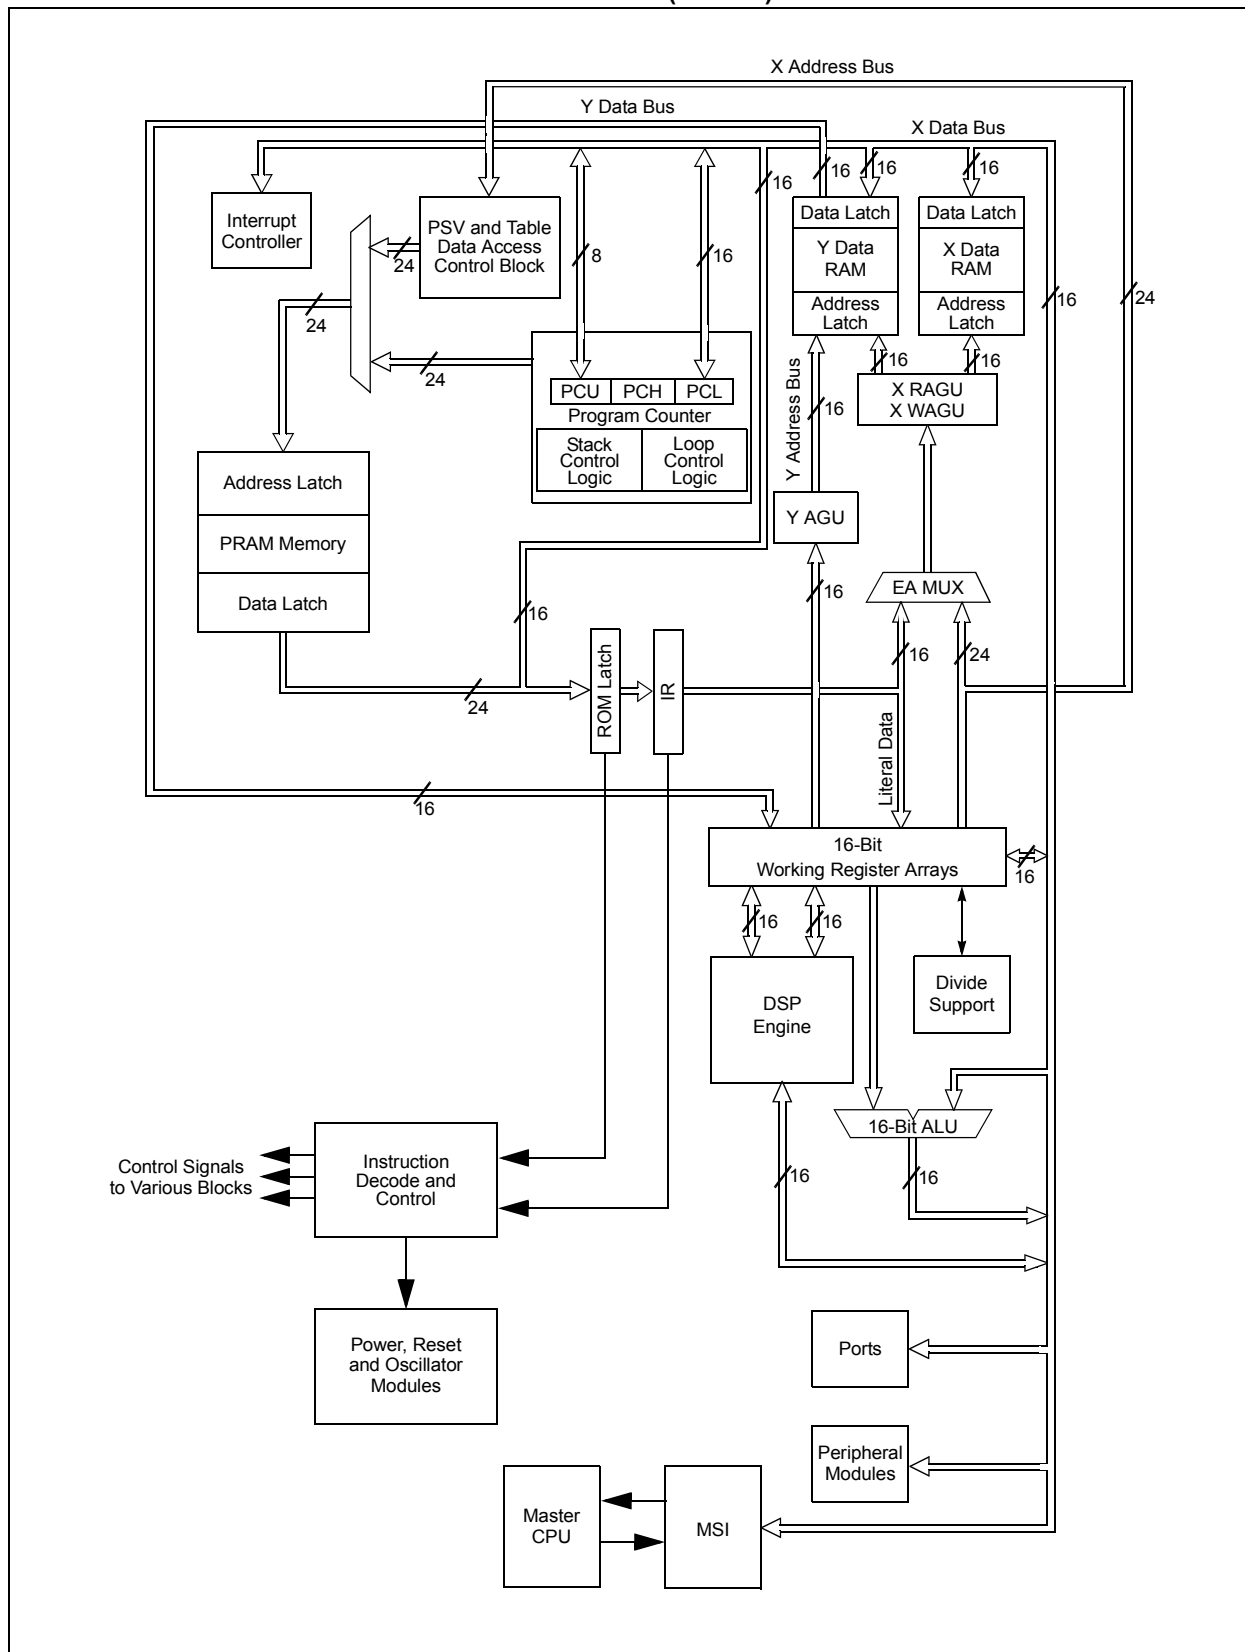 X Address Bus
Y Data Bus
X Data Bus
16
16
16
16
Interrupt
Controller
PSV and Table
Data Access
Control Block
24
8
16
Data Latch
Y Data
RAM
Address
Latch
Data Latch
X Data
RAM
Address
Latch
16
24
24
24
16
16
PCU
PCH
PCL
Program Counter
Stack
Control
Logic
Loop
Control
Logic
Y Address Bus
16
X RAGU
X WAGU
Address Latch
PRAM Memory
Data Latch
Y AGU
EA MUX
16
16
16
24
24
ROM Latch
IR
Literal Data
16
16-Bit
Working Register Arrays
16
16
16
DSP
Engine
Divide
Support
16-Bit ALU
16
16
Control Signals
to Various Blocks
Instruction
Decode and
Control
Power, Reset
and Oscillator
Modules
Ports
Peripheral
Modules
Master
CPU
MSI